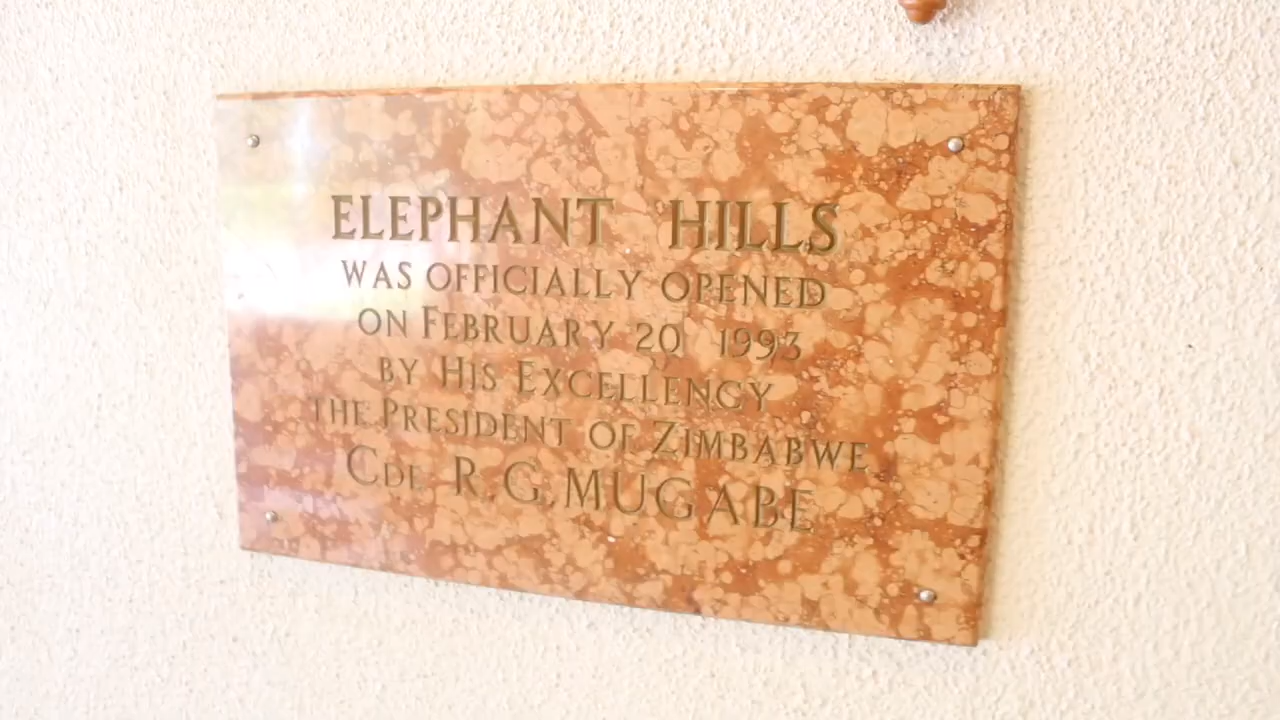 ELEPHANT HILLS
WAS OFFICIALLY OPENED
ON FEBRUARY 20 1993
BY HIS EXCELLENCY
THE PRESIDENT OF ZIMBABWE
CDE R.G.MUGABE